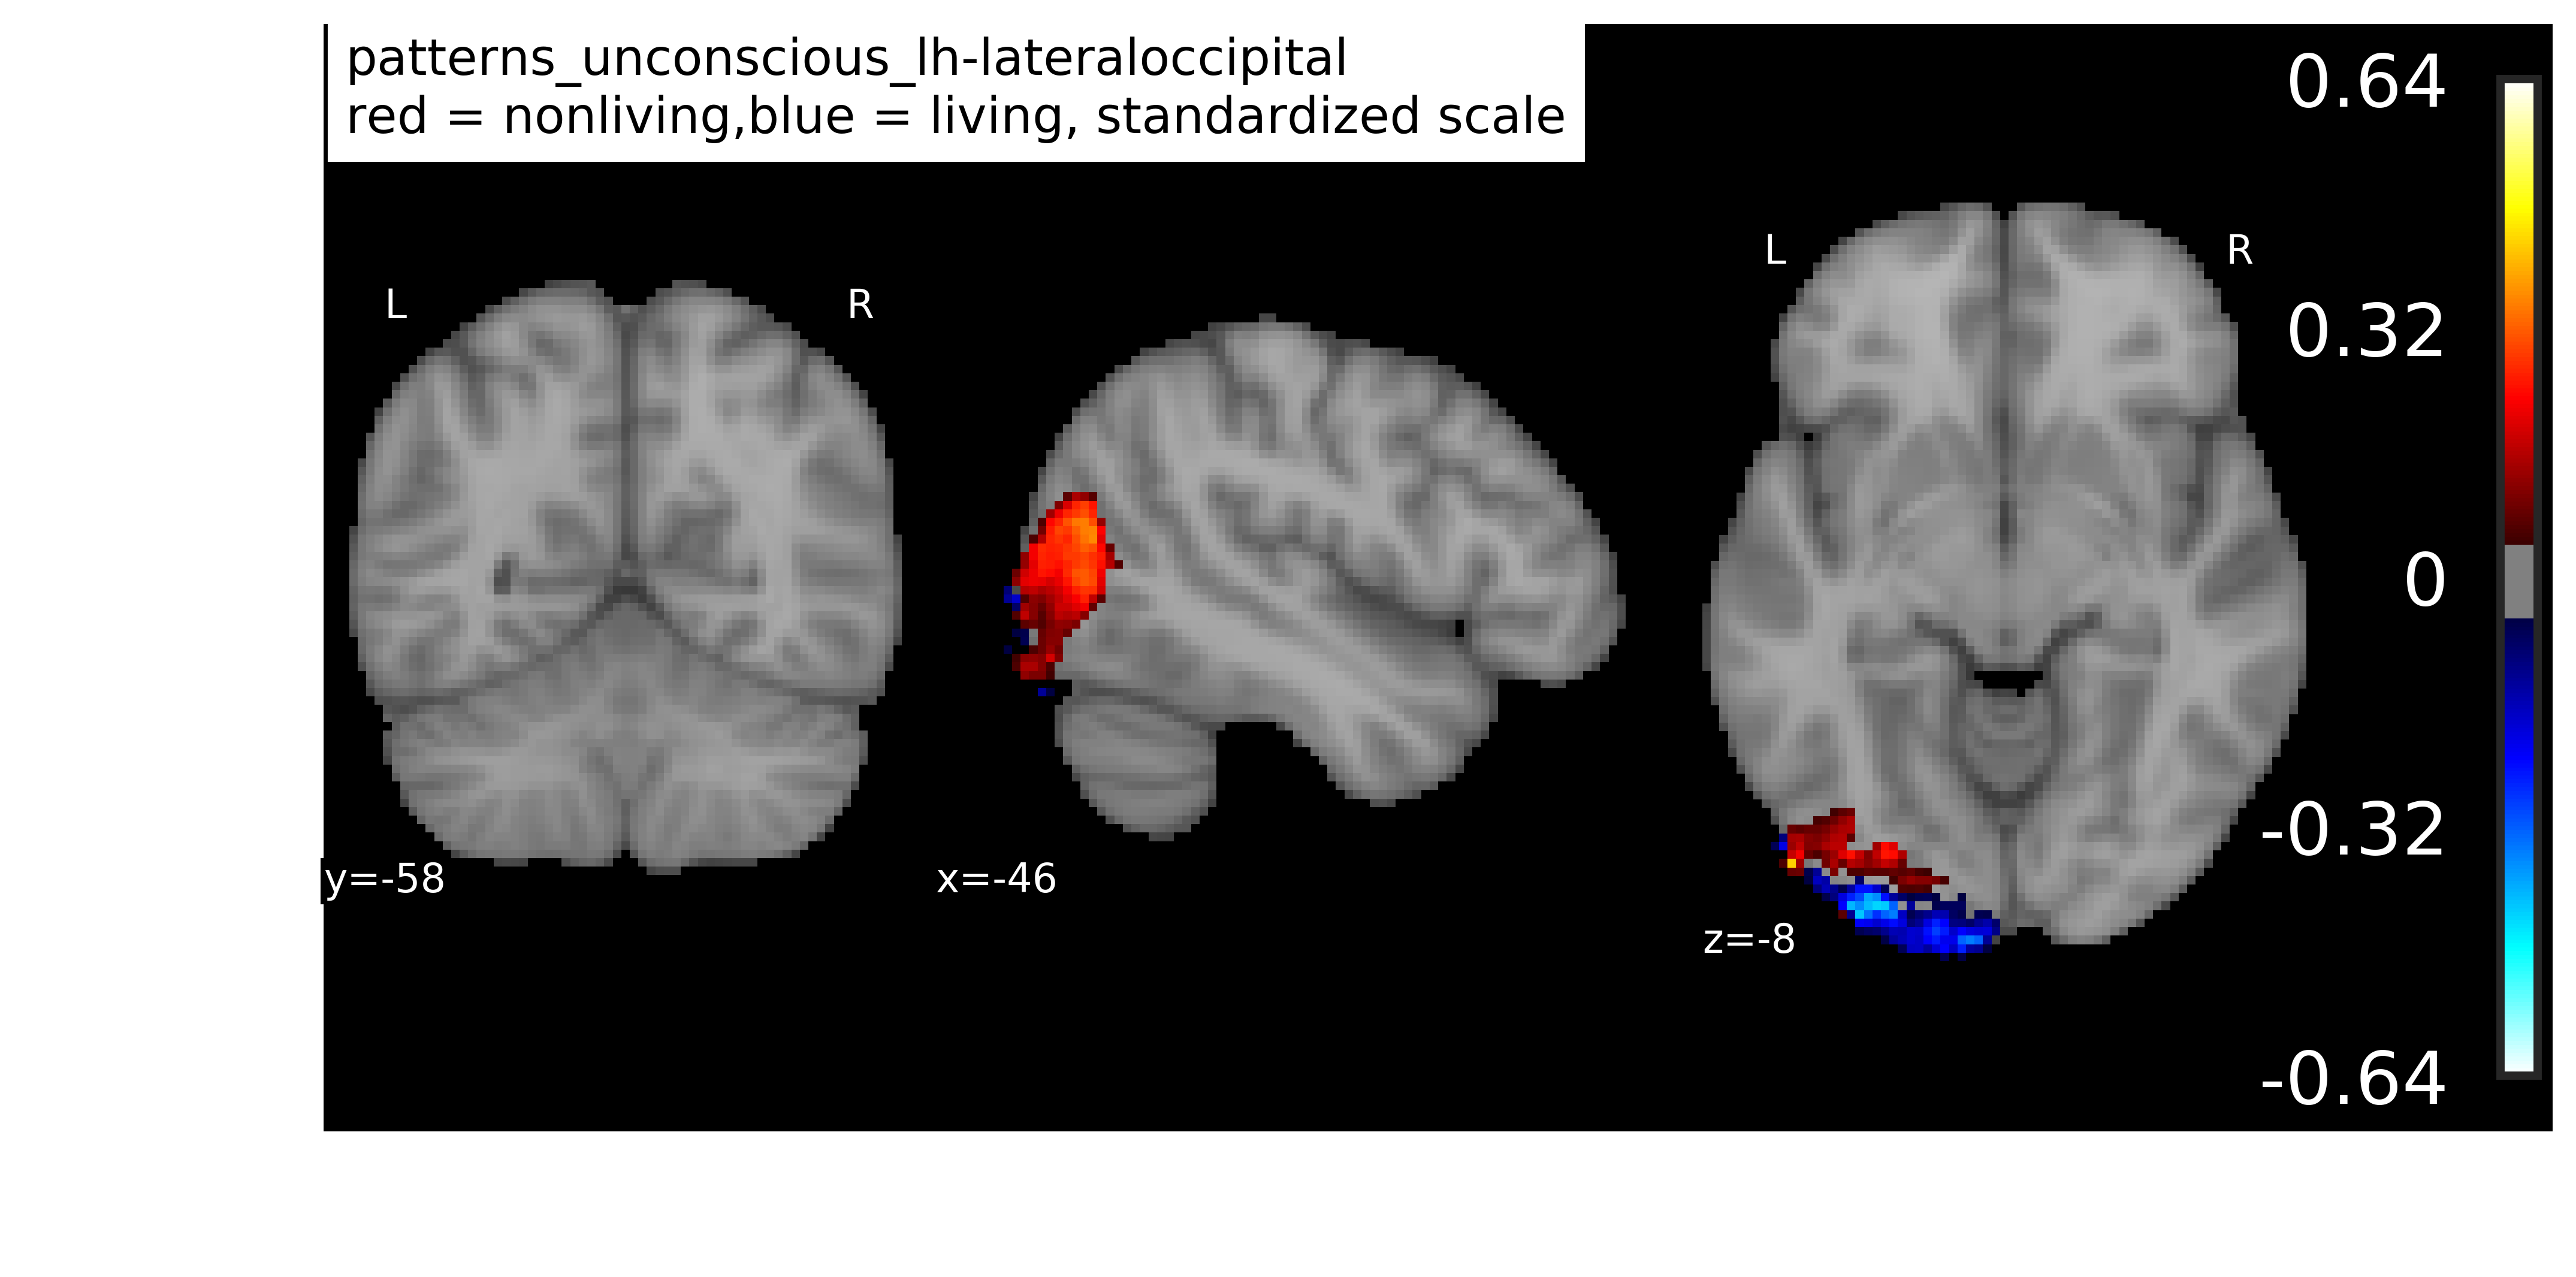 patterns_unconscious_lh-lateraloccipital
red = nonliving,blue = living, standardized scale
L R
y=-58
x=-46
L R
z=-8
0.64
0.32
0
-0.32
-0.64